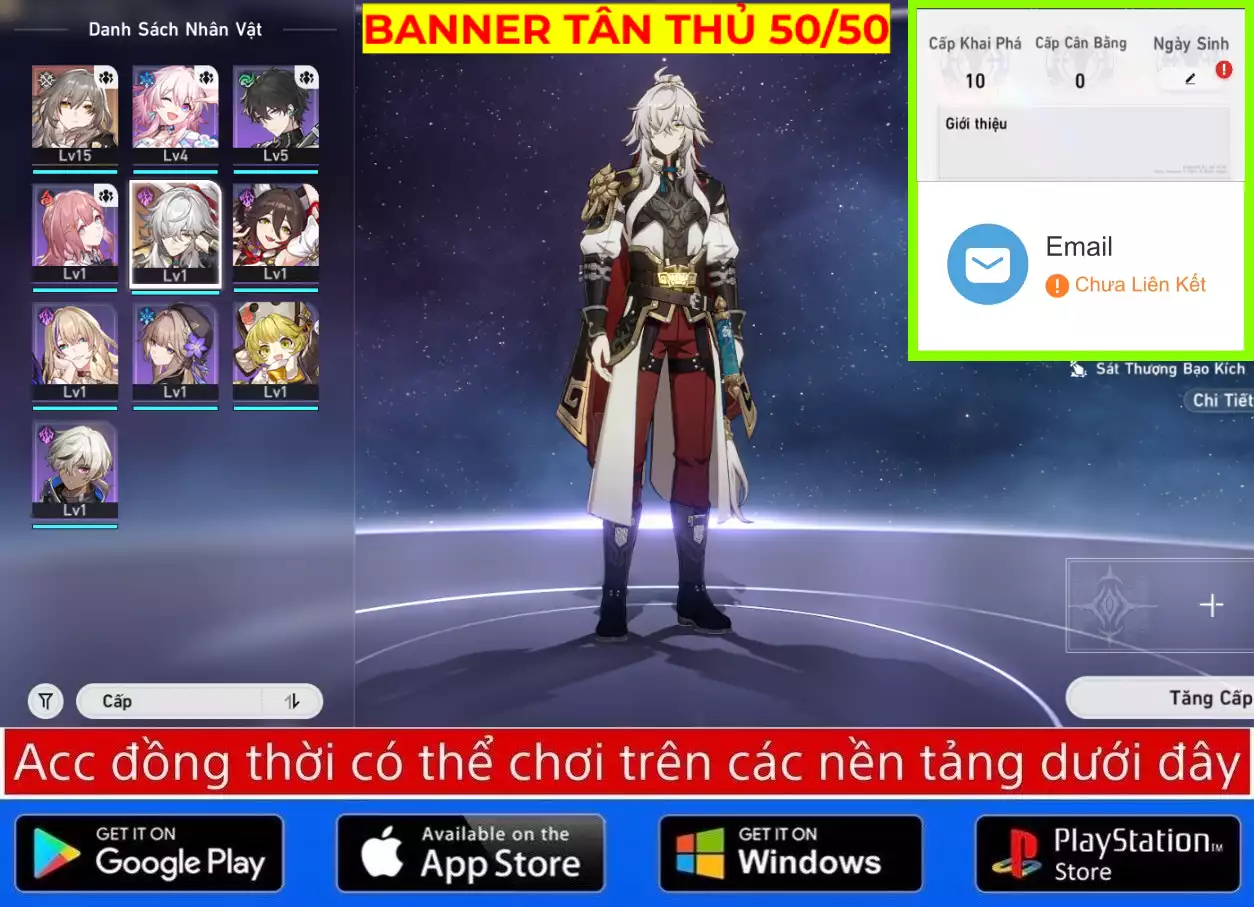 Danh Sách Nhân Vật
BANNER TÂN THỦ 50/50
Cấp Khai Phá
Cấp Cân Bằng
Ngày Sinh
10
0
Giới thiệu
Lv15
Lv4
Lv5
Lv1
Lv1
Lv1
Lv1
Lv1
Lv1
Lv1
Email
Chưa Liên Kết
Sát Thượng Bạo Kích
Chi Tiết
Cấp
Tăng Cấp
Acc đồng thời có thể chơi trên các nền tảng dưới đây
GET IT ON
Google Play
Available on the
App Store
GET IT ON
Windows
PlayStation™
Store